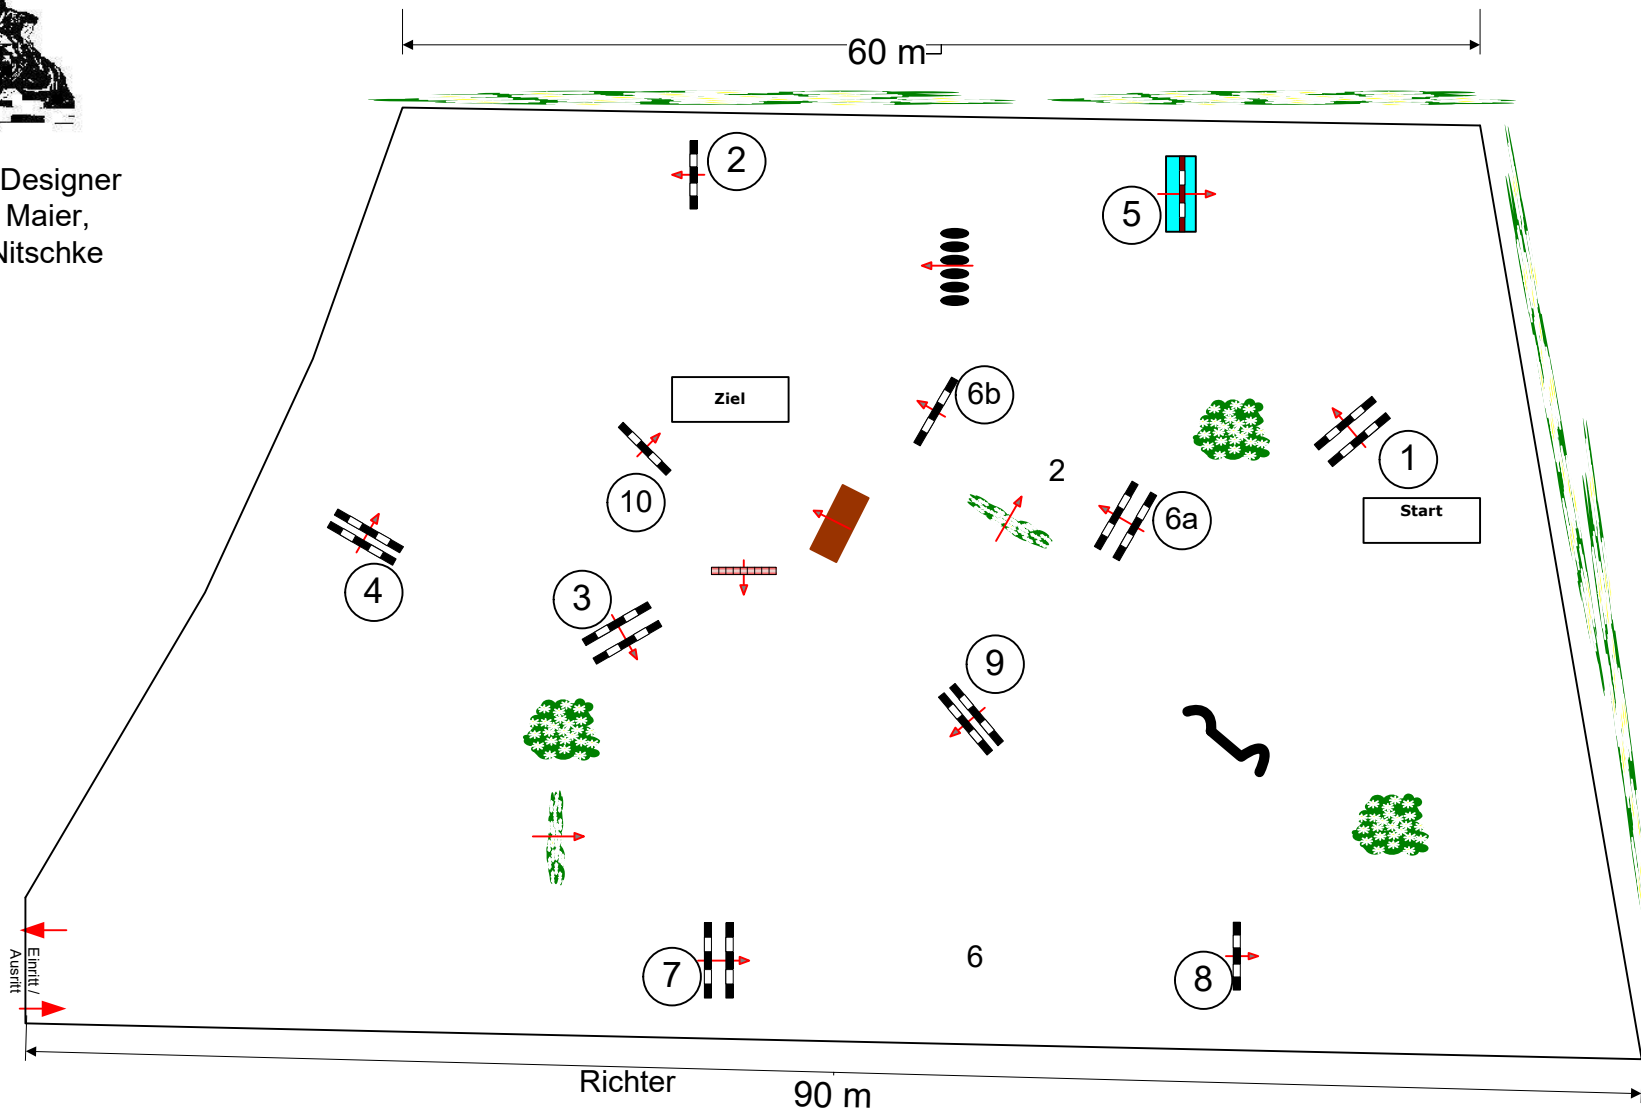 60 m
Designer
Maier,
Nitschke
2
5
6b
Ziel
1
2
10
6a
Start
4
3
9
7
6
8
Einritt /
Ausritt
Richter
90 m